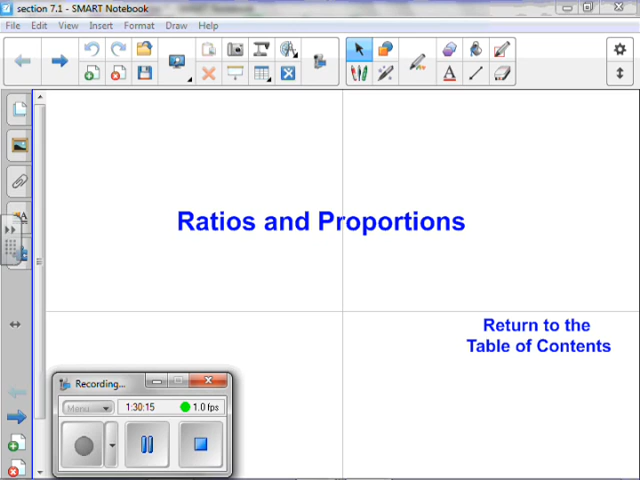 section 7.1 - SMART Notebook
File Edit View Insert Format Draw Help
Ratios and Proportions
Return to the
Table of Contents
Recording...
Menu 1:30:15 1.0 fps